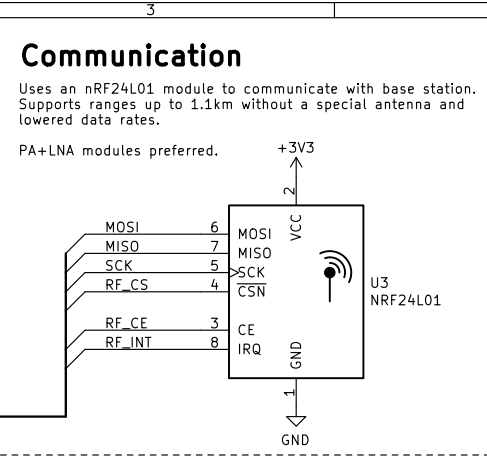 3
Communication
Uses an nRF24L01 module to communicate with base station.
Supports ranges up to 1.1km without a special antenna and
lowered data rates.
PA+LNA modules preferred.
+3V3
2
VCC
MOSI 6 MOSI
MISO 7 MISO
SCK 5 SCK
RF_CS 4 CSN
U3
NRF24L01
RF_CE 3 CE
RF_INT 8 IRQ
GND
1
GND